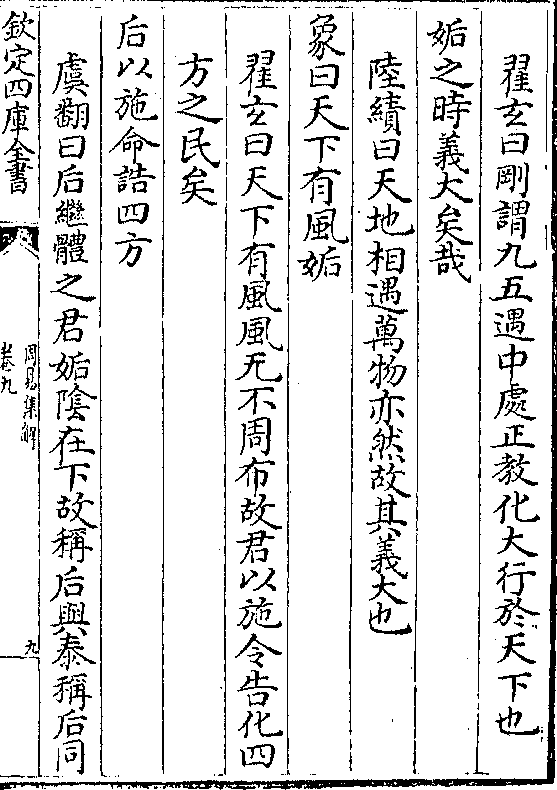 翟玄曰剛謂九五遇中處正教化大行於天下也
姤之時義大矣哉
陸績曰天地相遇萬物亦然故其義大也
象曰天下有風姤
翟玄曰天下有風風无不周布故君以施令告化四
方之民矣
后以施命誥四方
虞翻曰后繼體之君姤陰在下故稱后與泰稱后同
欽定四庫全書
周易集解
卷九
九